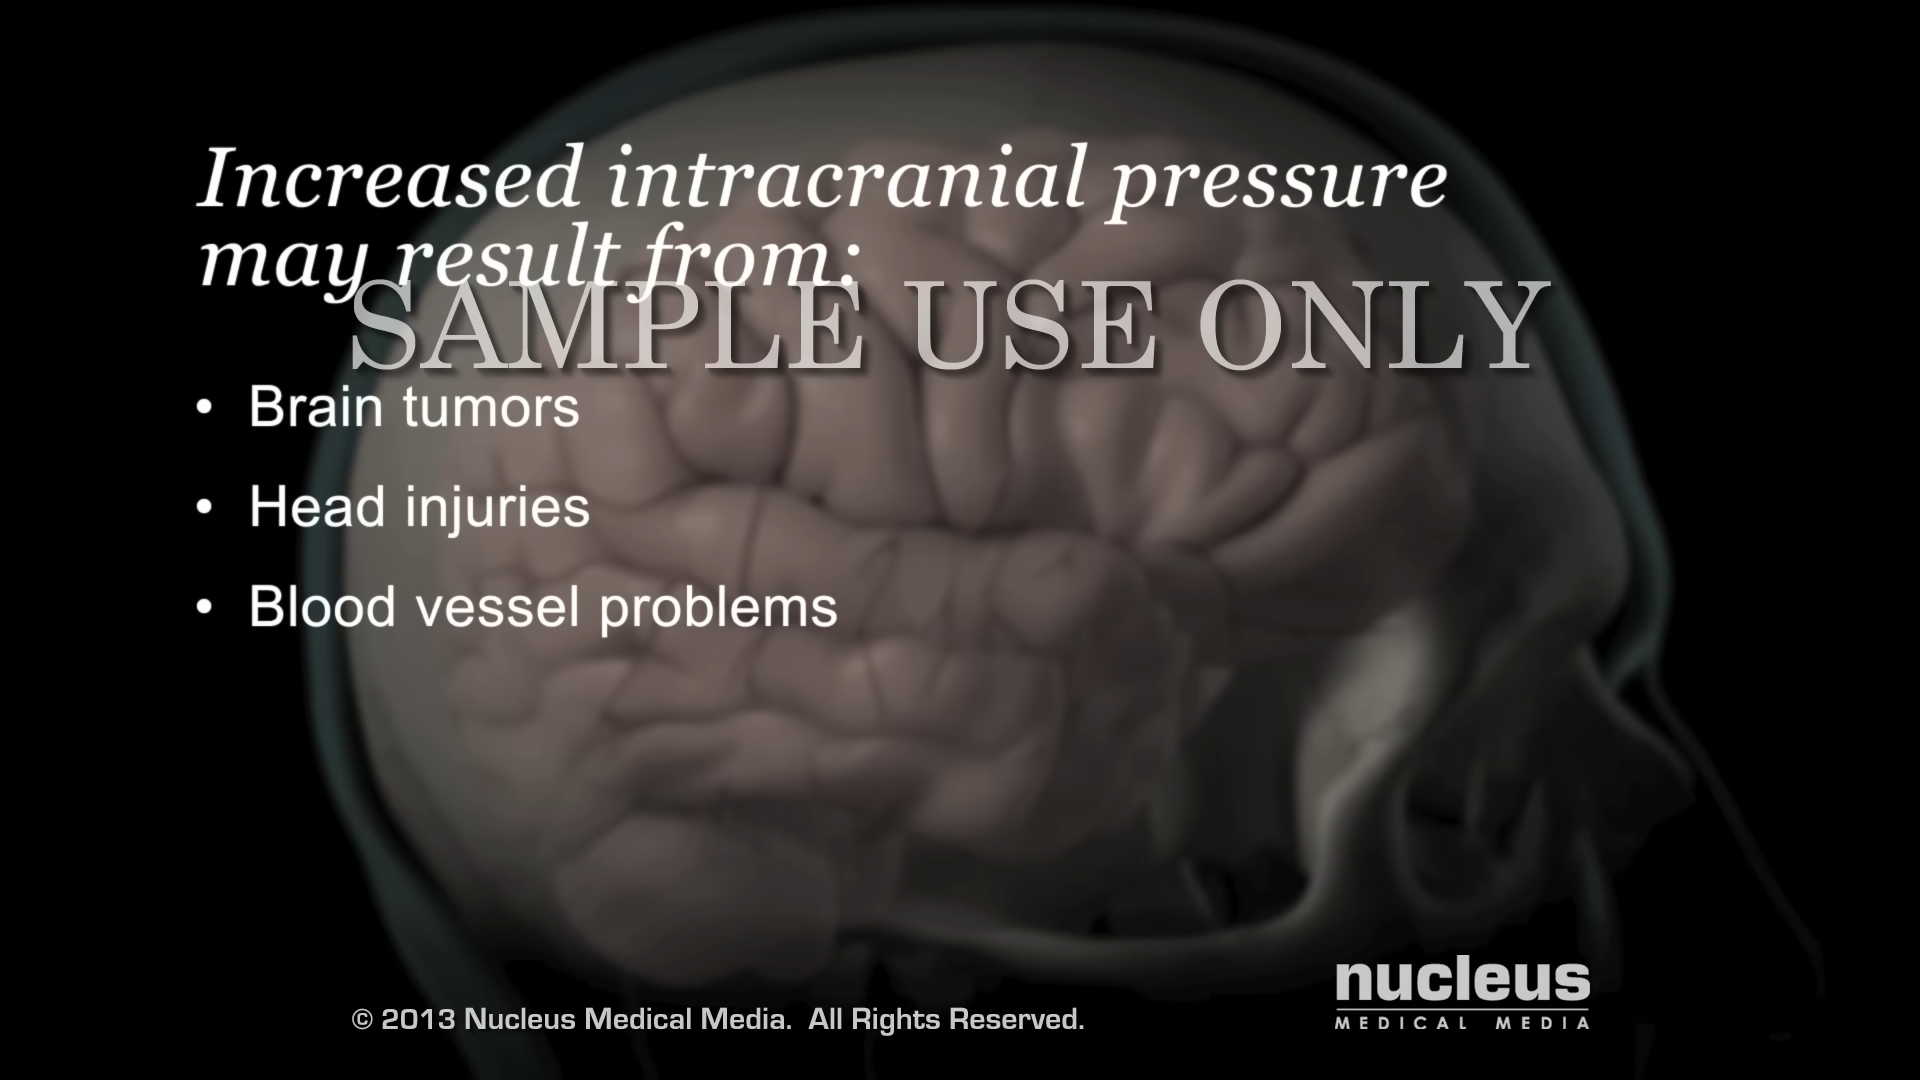 Increased intracranial pressure
may result from:
SAMPLE USE ONLY
• Brain tumors
• Head injuries
• Blood vessel problems
© 2013 Nucleus Medical Media. All Rights Reserved.
nucleus
MEDICAL MEDIA